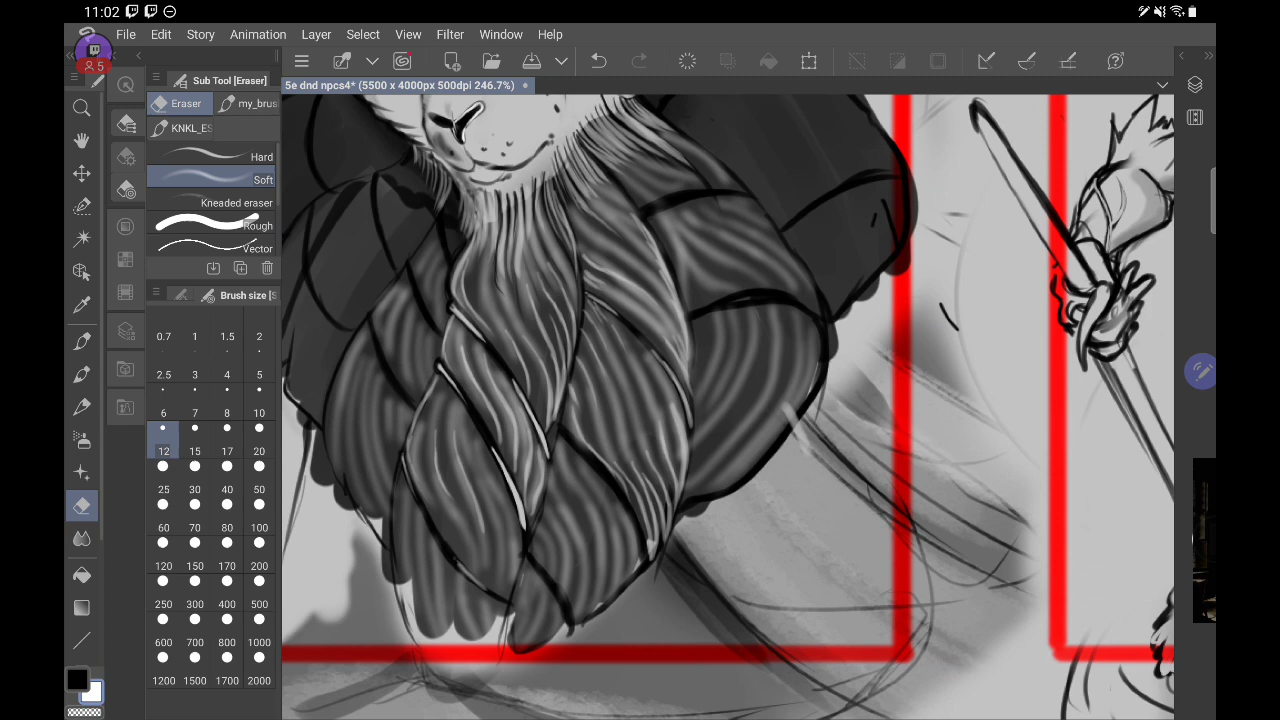 11:02
File Edit Story Animation Layer Select View Filter Window Help
5
Sub Tool [Eraser]
5e dnd npcs4* (5500 x 4000px 500dpi 246.7%)
Eraser my_brus
KNKL_ES
Hard
Soft
Kneaded eraser
Rough
Vector
Brush size [S
0.7 1 1.5 2
2.5 3 4 5
6 7 8 10
12 15 17 20
25 30 40 50
60 70 80 100
120 150 170 200
250 300 400 500
600 700 800 1000
1200 1500 1700 2000